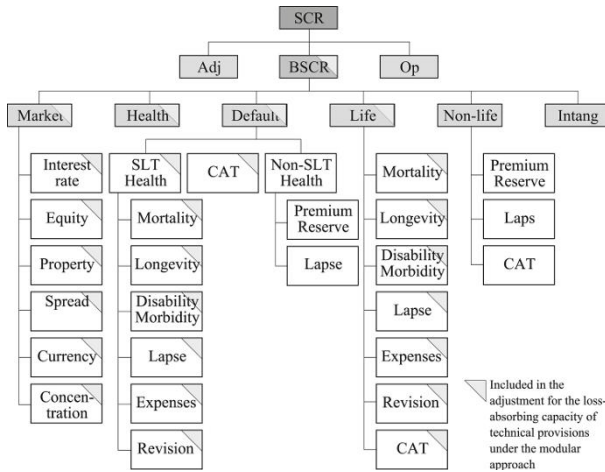 SCR
Adj
BSCR
Op
Market
Health
Default
Life
Non-life
Intang
Interest
rate
SLT
Health
CAT
Non-SLT
Health
Mortality
Premium
Reserve
Equity
Mortality
Premium
Reserve
Longevity
Laps
Property
Longevity
Lapse
Disability
Morbidity
CAT
Spread
Disability
Morbidity
Lapse
Currency
Lapse
Expenses
Concen-
tration
Expenses
Revision
Revision
CAT
Included in the
adjustment for the loss-
absorbing capacity of
technical provisions
under the modular
approach